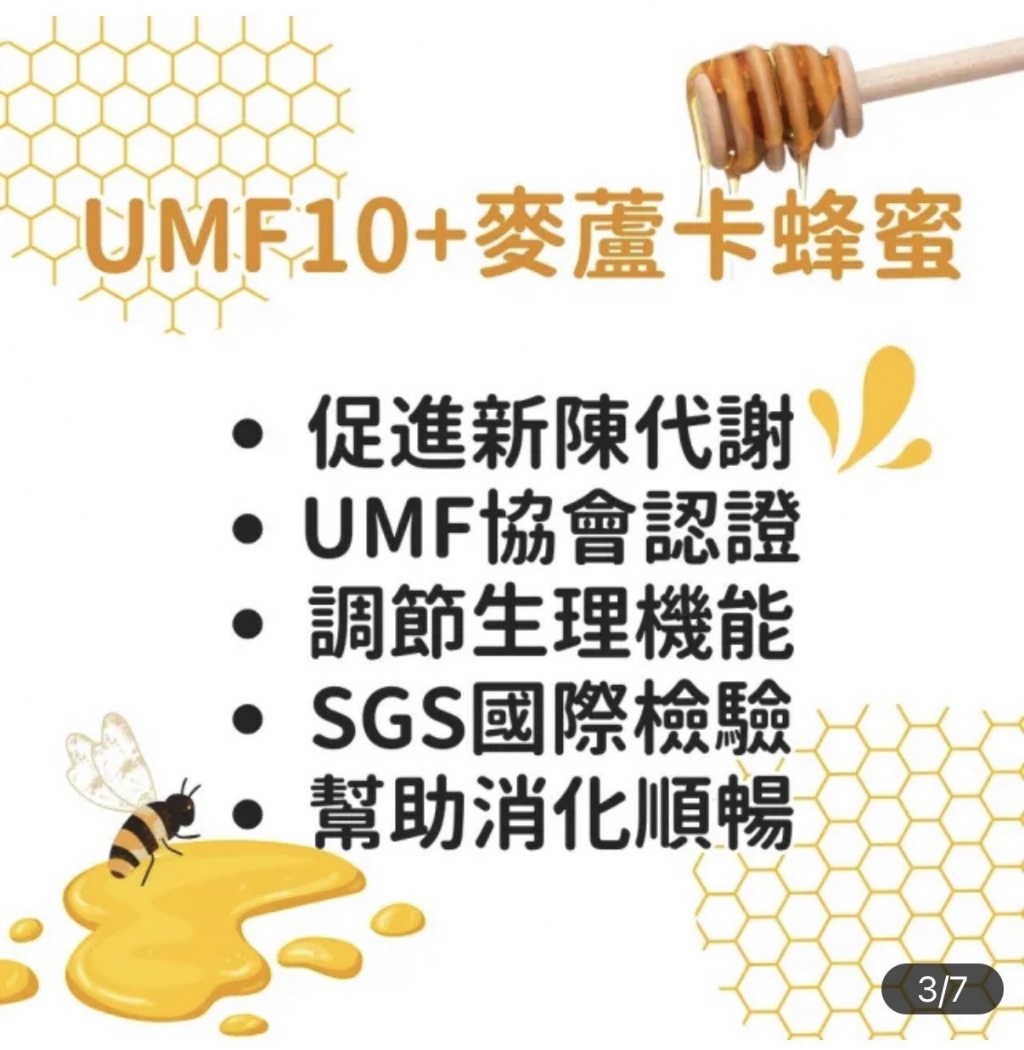 UMF10+麥蘆卡蜂蜜
• 促進新陳代謝
• UMF協會認證
• 調節生理機能
• SGS國際檢驗
• 幫助消化順暢
3/7